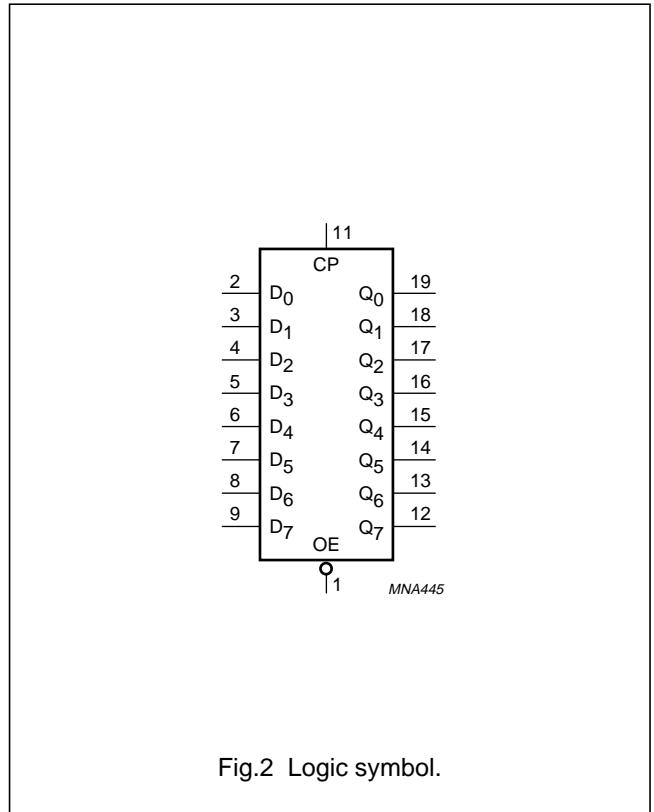 11
CP
2 D0 Q0 19
3 D1 Q1 18
4 D2 Q2 17
5 D3 Q3 16
6 D4 Q4 15
7 D5 Q5 14
8 D6 Q6 13
9 D7 Q7 12
OE
1 MNA445
Fig.2 Logic symbol.